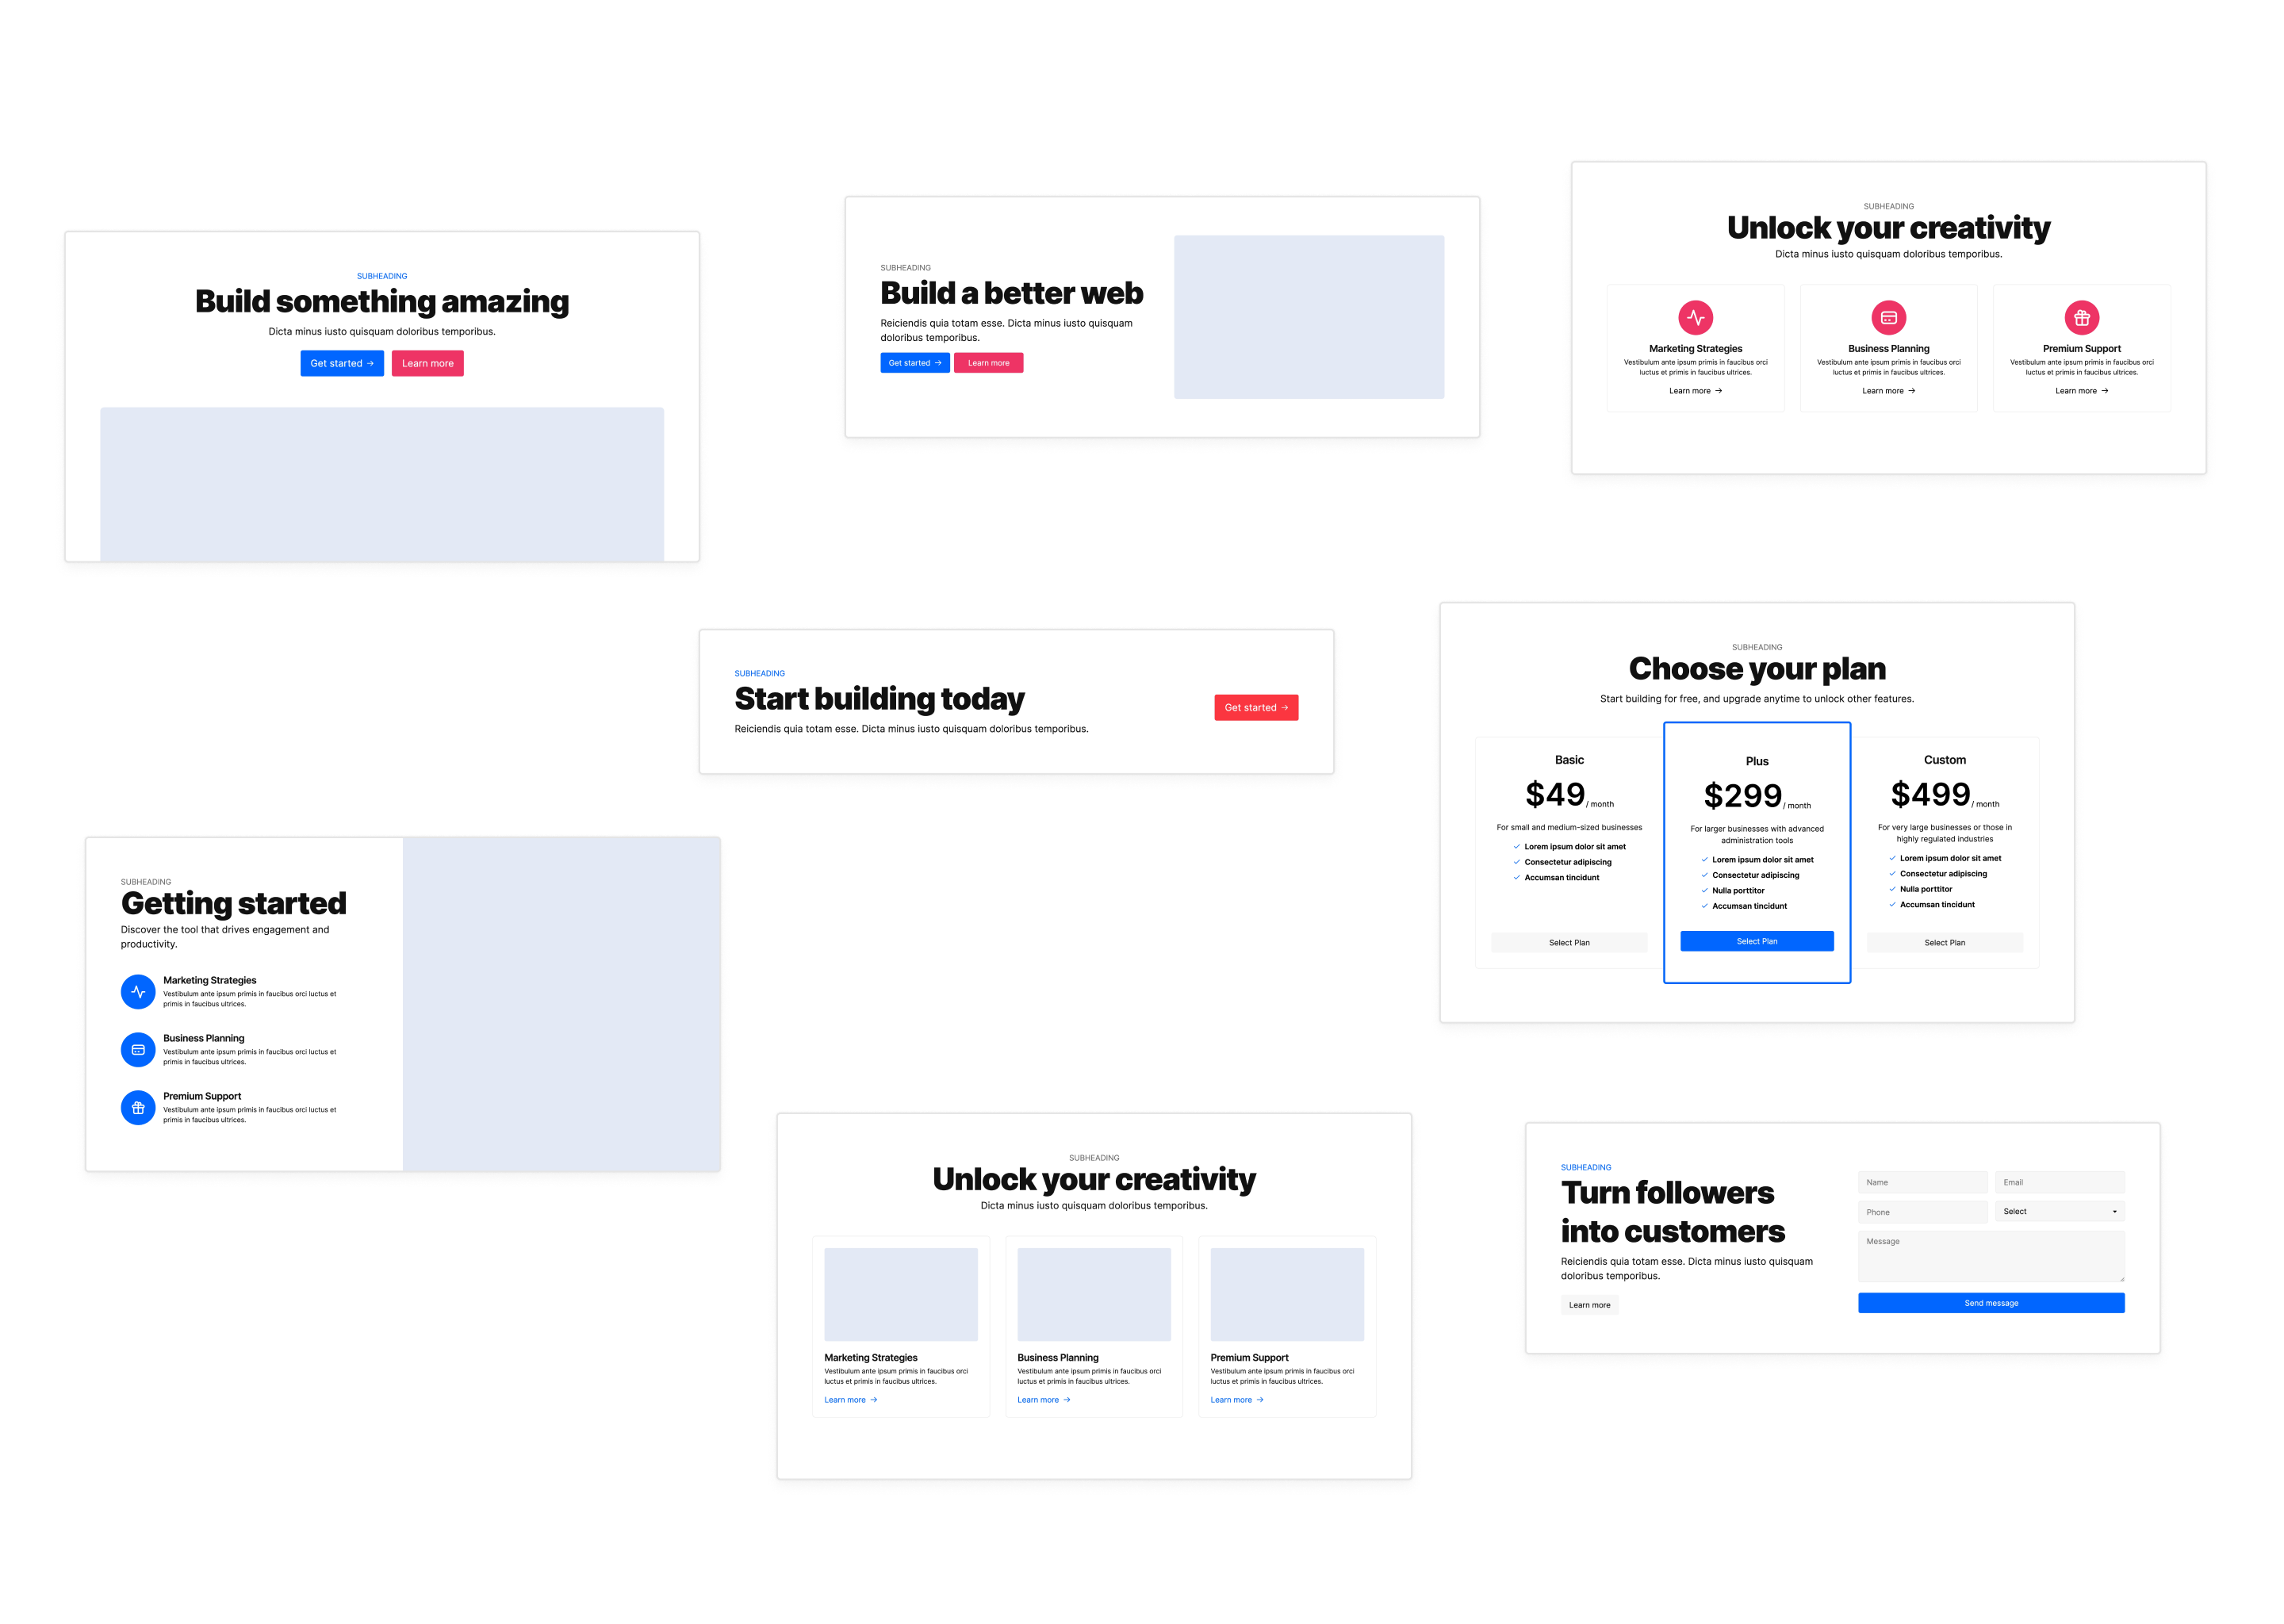 SUBHEADING
Build something amazing
Dicta minus iusto quisquam doloribus temporibus.
Get started →
Learn more
SUBHEADING
Build a better web
Reiciendis quia totam esse. Dicta minus iusto quisquam
doloribus temporibus.
Get started →
Learn more
SUBHEADING
Unlock your creativity
Dicta minus iusto quisquam doloribus temporibus.
Marketing Strategies
Vestibulum ante ipsum primis in faucibus orci
luctus et primis in faucibus ultrices.
Learn more →
Business Planning
Vestibulum ante ipsum primis in faucibus orci
luctus et primis in faucibus ultrices.
Learn more →
Premium Support
Vestibulum ante ipsum primis in faucibus orci
luctus et primis in faucibus ultrices.
Learn more →
SUBHEADING
Start building today
Reiciendis quia totam esse. Dicta minus iusto quisquam doloribus temporibus.
Get started →
SUBHEADING
Choose your plan
Start building for free, and upgrade anytime to unlock other features.
Basic
$49 / month
For small and medium-sized businesses
Lorem ipsum dolor sit amet
Consectetur adipiscing
Accumsan tincidunt
Select Plan
Plus
$299 / month
For larger businesses with advanced
administration tools
Lorem ipsum dolor sit amet
Consectetur adipiscing
Nulla porttitor
Accumsan tincidunt
Select Plan
Custom
$499 / month
For very large businesses or those in
highly regulated industries
Lorem ipsum dolor sit amet
Consectetur adipiscing
Nulla porttitor
Accumsan tincidunt
Select Plan
SUBHEADING
Getting started
Discover the tool that drives engagement and
productivity.
Marketing Strategies
Vestibulum ante ipsum primis in faucibus orci luctus et
primis in faucibus ultrices.
Business Planning
Vestibulum ante ipsum primis in faucibus orci luctus et
primis in faucibus ultrices.
Premium Support
Vestibulum ante ipsum primis in faucibus orci luctus et
primis in faucibus ultrices.
SUBHEADING
Unlock your creativity
Dicta minus iusto quisquam doloribus temporibus.
Marketing Strategies
Vestibulum ante ipsum primis in faucibus orci
luctus et primis in faucibus ultrices.
Learn more →
Business Planning
Vestibulum ante ipsum primis in faucibus orci
luctus et primis in faucibus ultrices.
Learn more →
Premium Support
Vestibulum ante ipsum primis in faucibus orci
luctus et primis in faucibus ultrices.
Learn more →
SUBHEADING
Turn followers
into customers
Reiciendis quia totam esse. Dicta minus iusto quisquam
doloribus temporibus.
Learn more
Name
Email
Phone
Select
Message
Send message